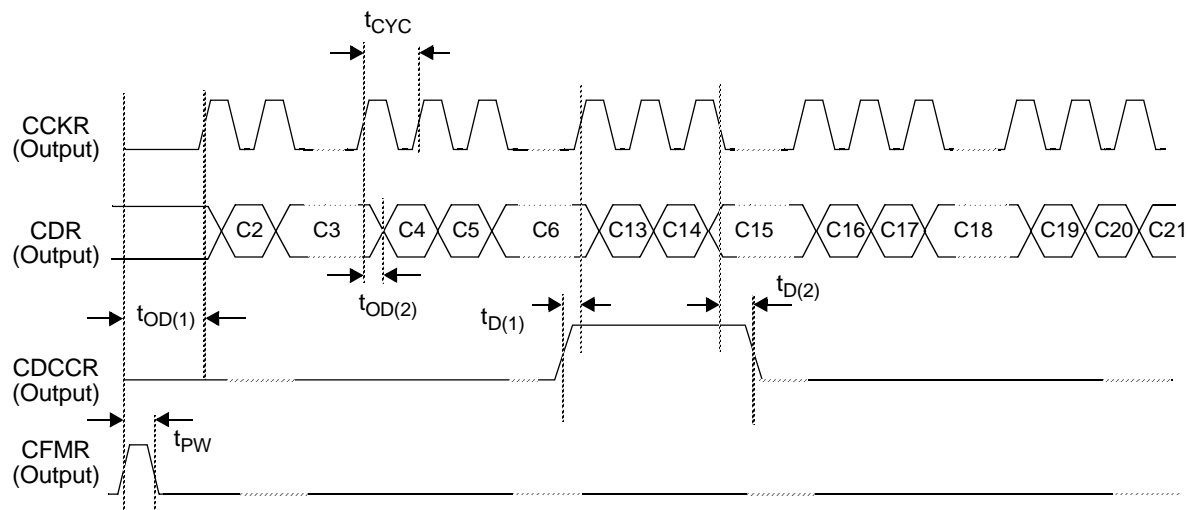 tCYC
CCKR
(Output)
CDR
(Output)
C2 C3 C4 C5 C6 C13 C14 C15 C16 C17 C18 C19 C20 C21
tOD(1)
tOD(2)
tD(1)
tD(2)
CDCCR
(Output)
tPW
CFMR
(Output)